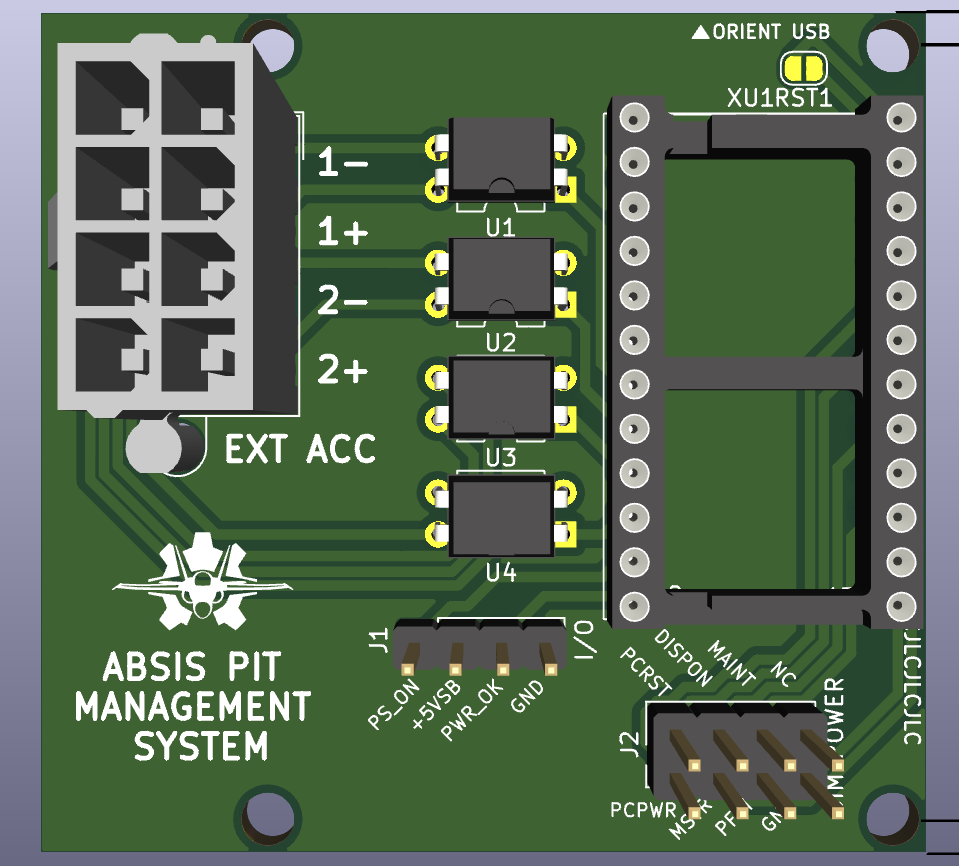 ORIENT USB
XU1RST1
1-
1+
2-
2+
EXT ACC
U1
U2
U3
U4
J1
I/O
PS_ON
+5VSB
PWR_OK
GND
ABSIS PIT
MANAGEMENT
SYSTEM
PCRST
DISPON
MAINT
NC
J2
PCPWR
JLCJLCJLC